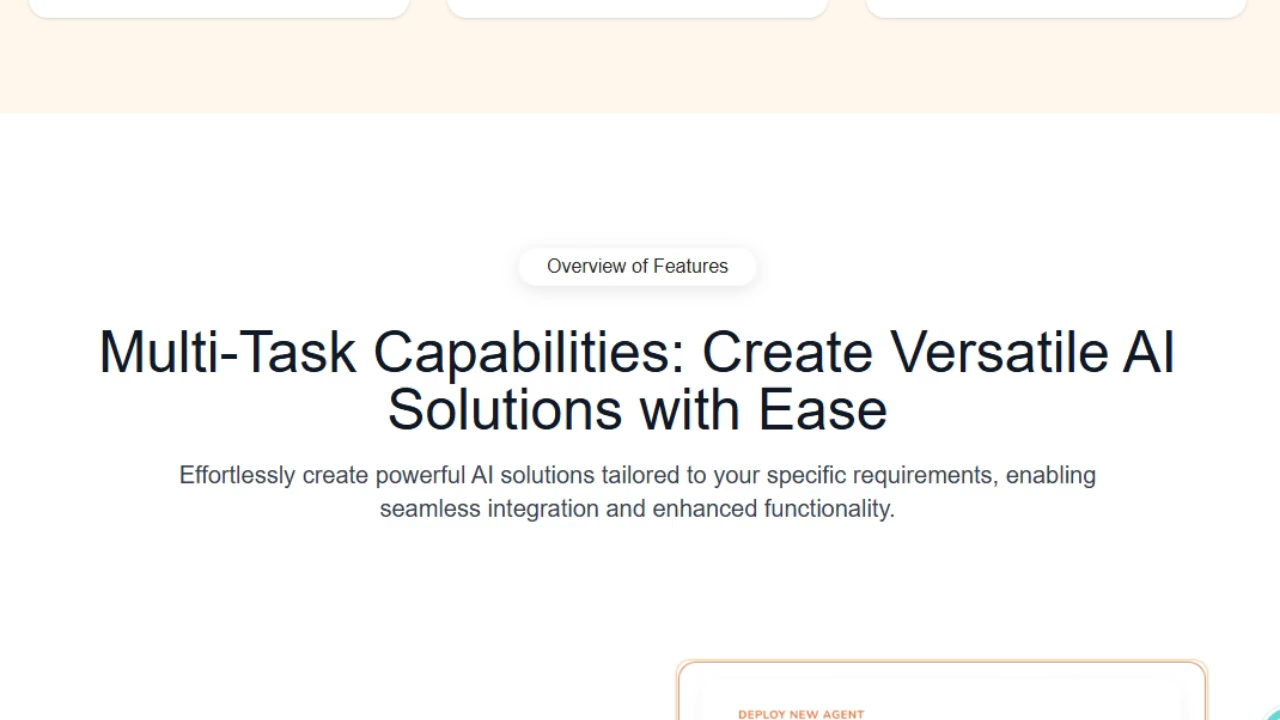 Overview of Features
Multi-Task Capabilities: Create Versatile AI
Solutions with Ease
Effortlessly create powerful AI solutions tailored to your specific requirements, enabling
seamless integration and enhanced functionality.
DEPLOY NEW AGENT